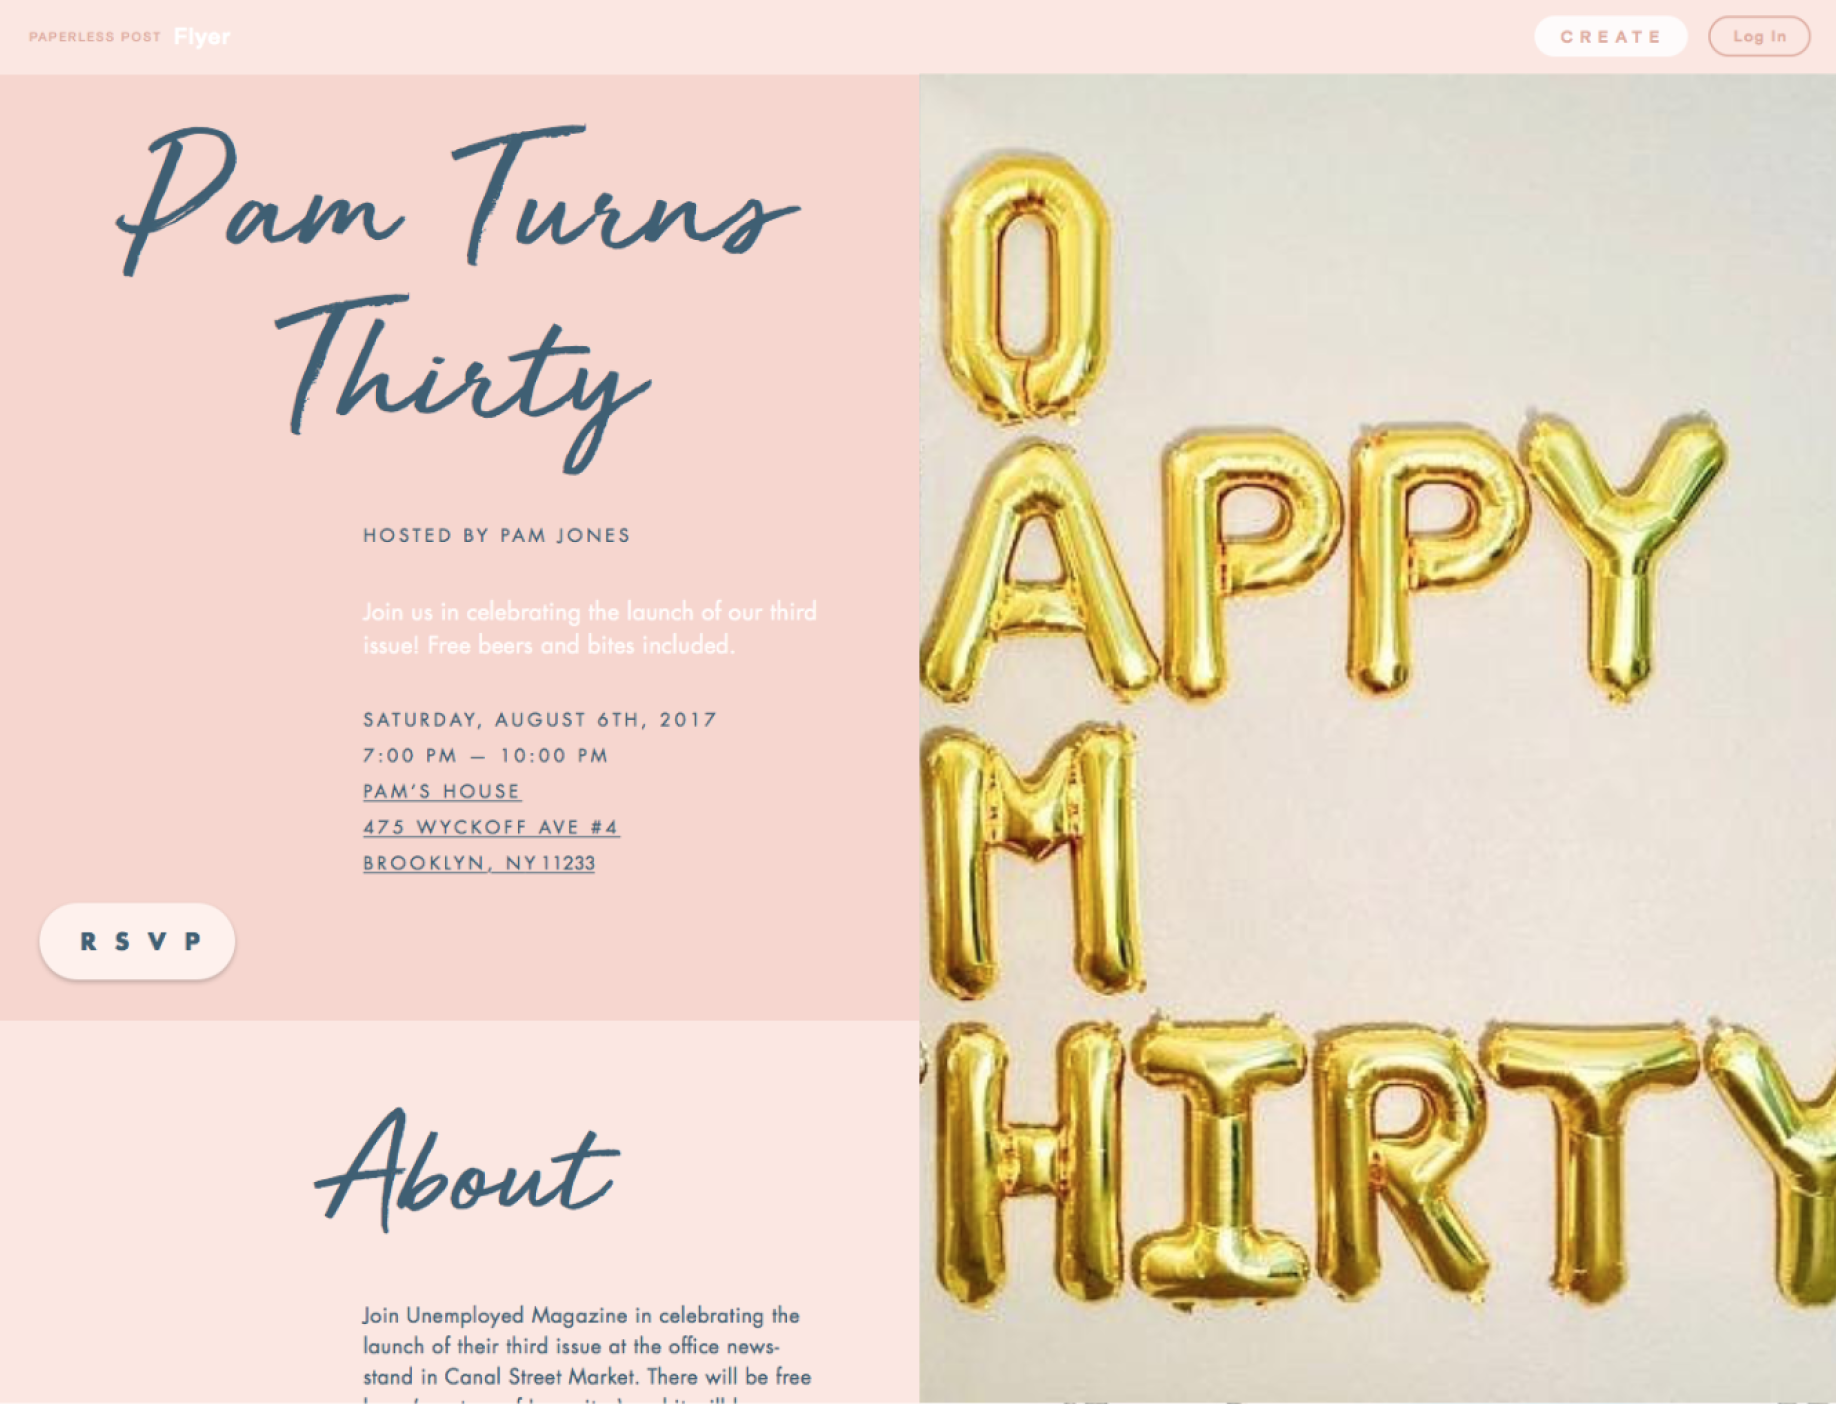 PAPERLESS POST Flyer
CREATE
Log In
Pam Turns
Thirty
HOSTED BY PAM JONES
Join us in celebrating the launch of our third
issue! Free beers and bites included.
SATURDAY, AUGUST 6TH, 2017
7:00 PM — 10:00 PM
PAM’S HOUSE
475 WYCKOFF AVE #4
BROOKLYN, NY 11233
RSVP
About
Join Unemployed Magazine in celebrating the
launch of their third issue at the office news-
stand in Canal Street Market. There will be free
O
APPY
M
HIRTY